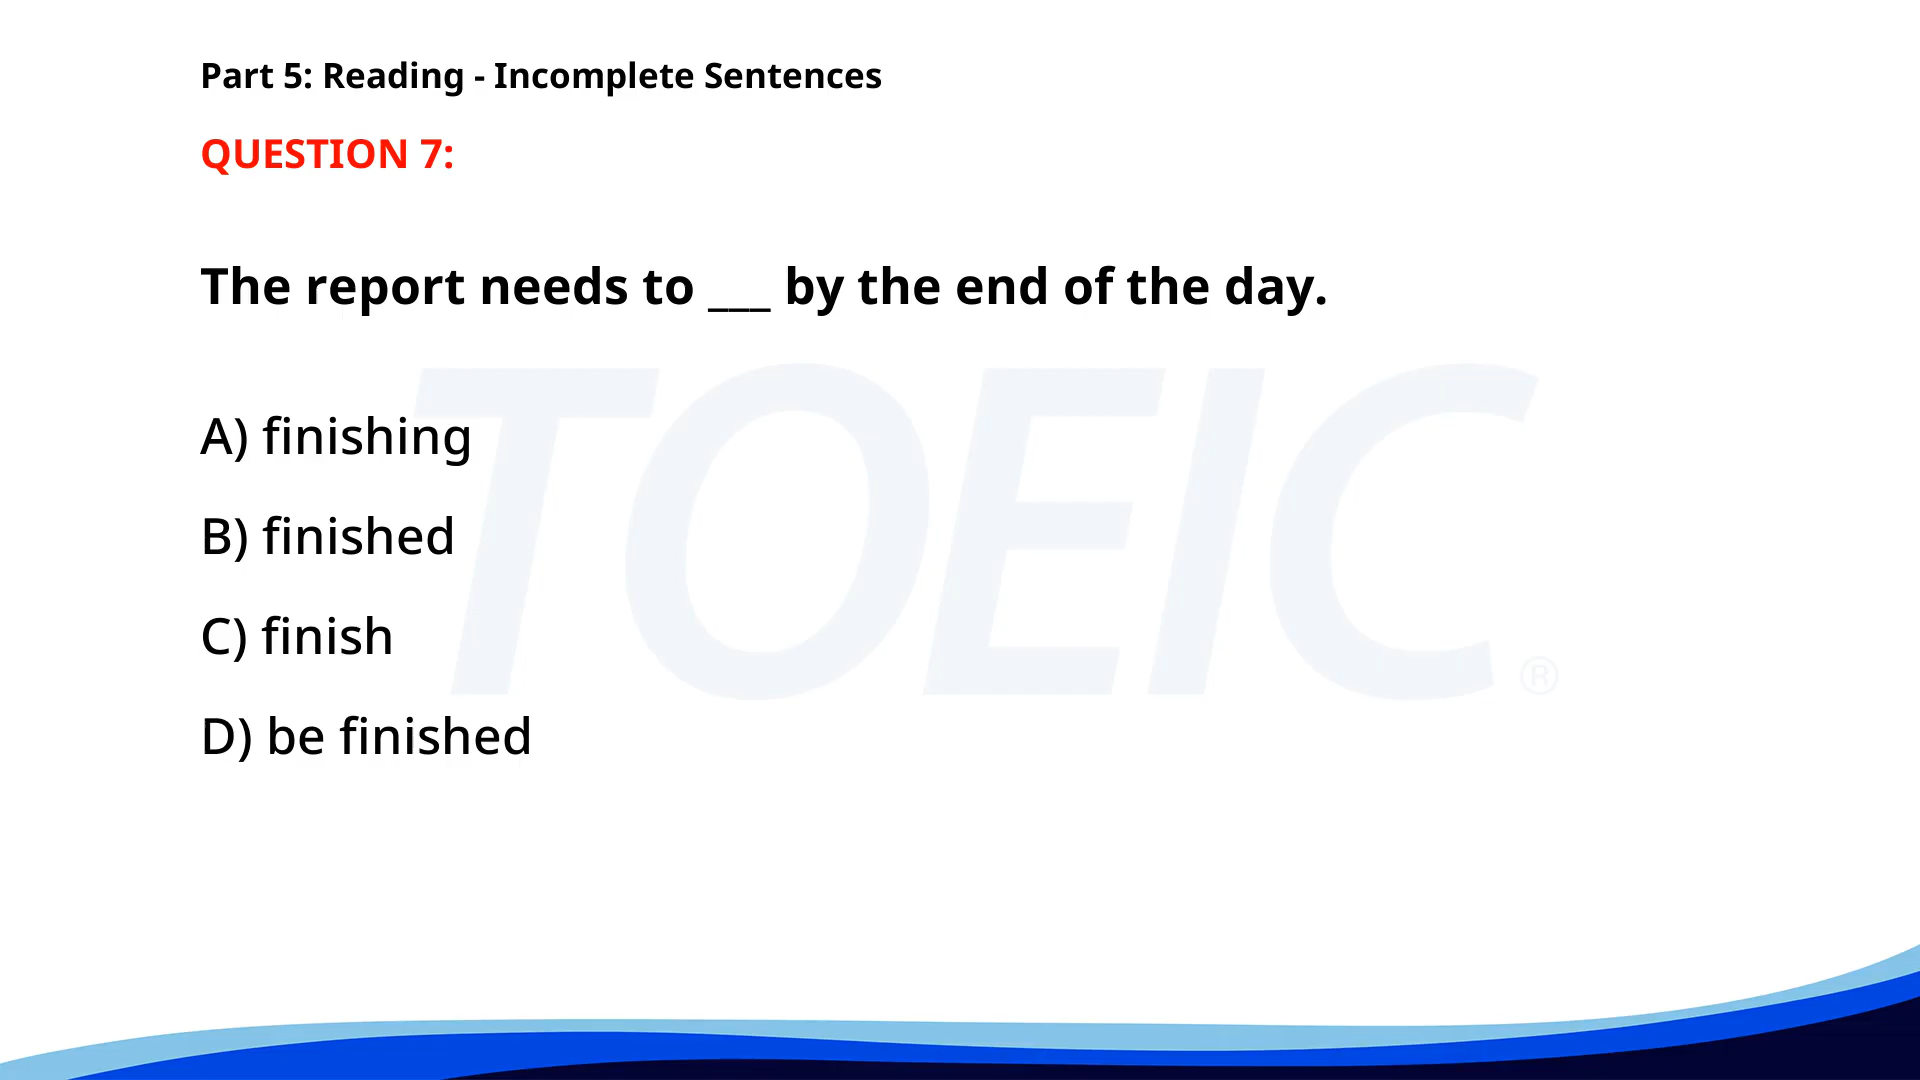 Part 5: Reading - Incomplete Sentences
QUESTION 7:
The report needs to ___ by the end of the day.
TOEIC®
A) finishing
B) finished
C) finish
D) be finished